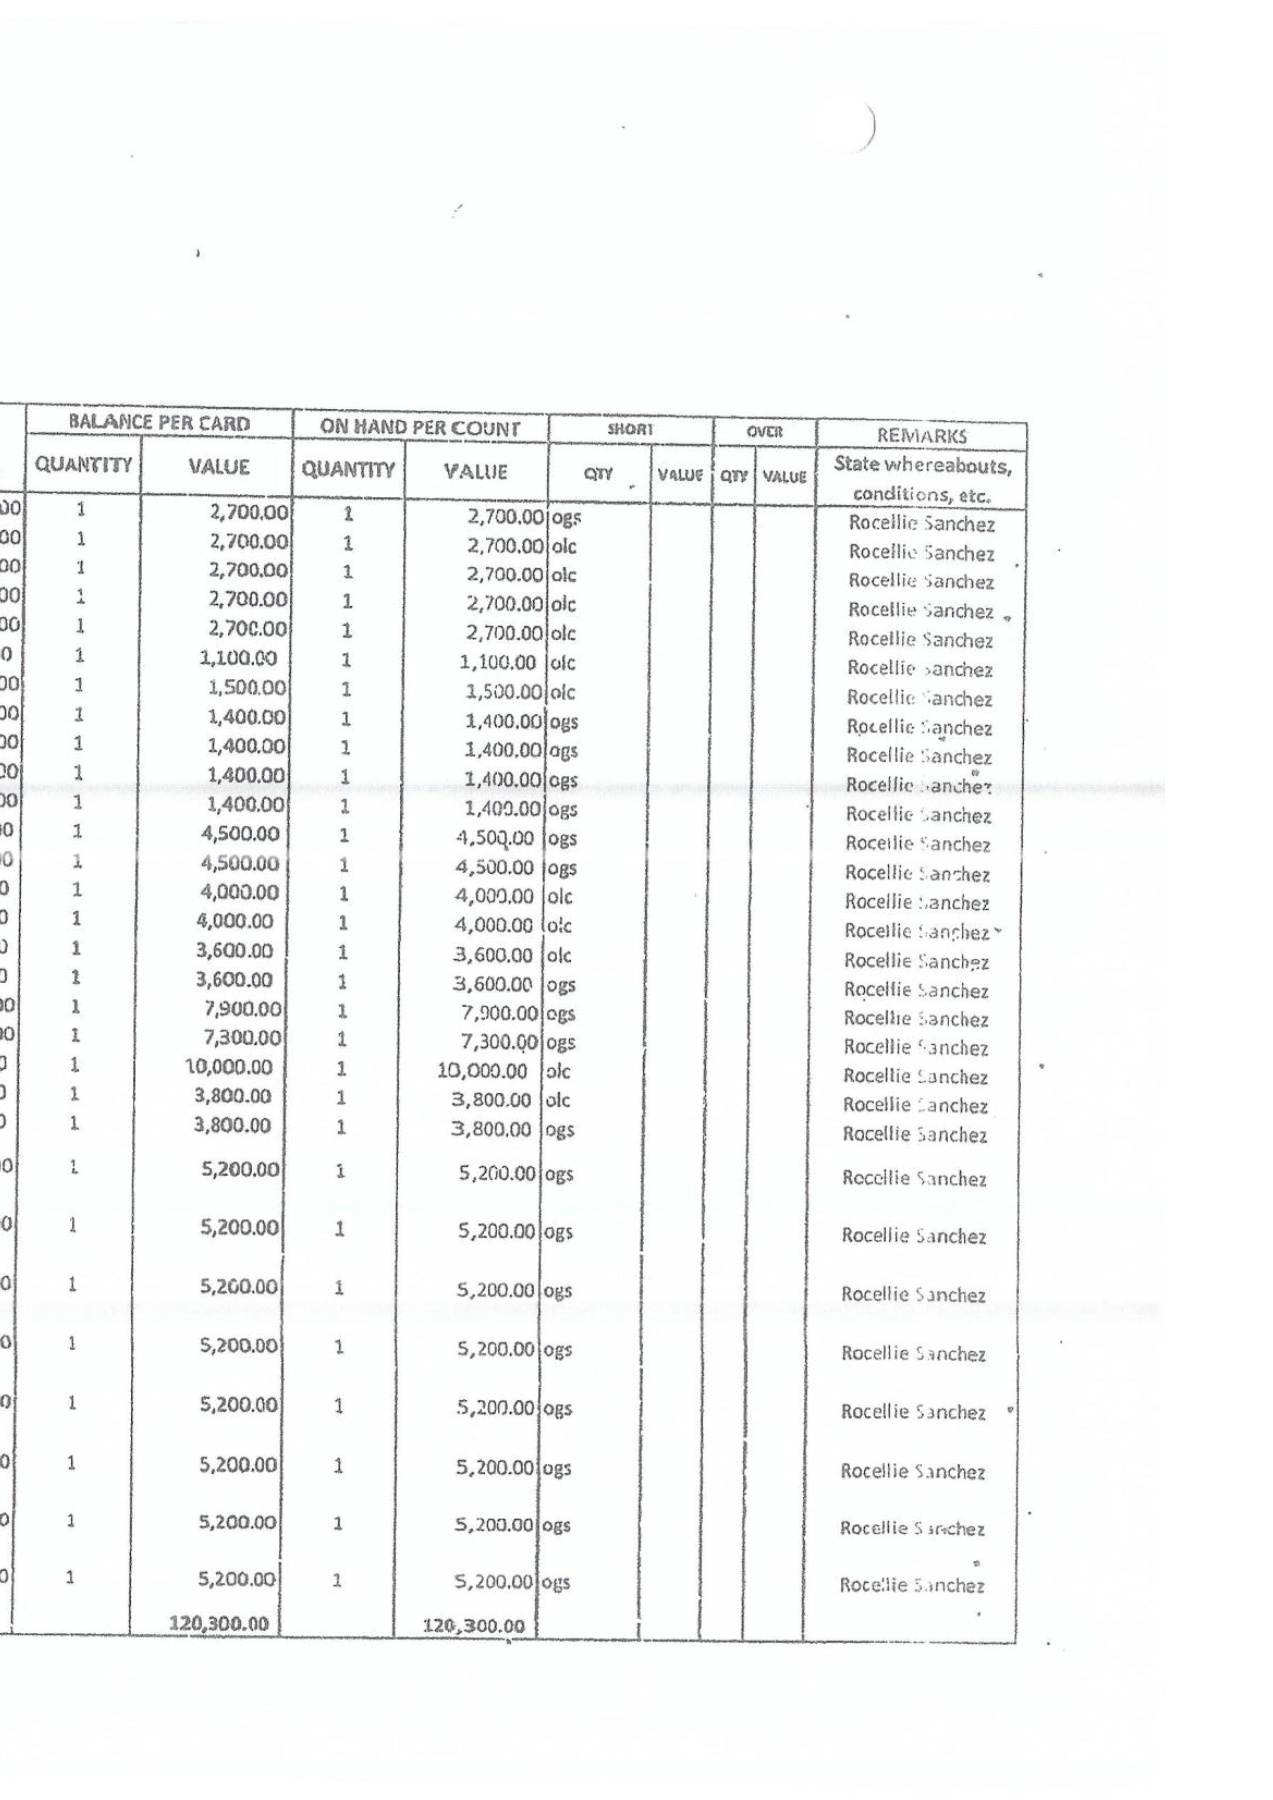 BALANCE PER CARD ON HAND PER COUNT SHORT OVER REMARKS
QUANTITY VALUE QUANTITY VALUE QTY VALUE QTY VALUE State whereabouts, conditions, etc.
00 1 2,700.00 1 2,700.00 ogs Rocellie Sanchez
00 1 2,700.00 1 2,700.00 olc Rocellie Sanchez
00 1 2,700.00 1 2,700.00 olc Rocellie Sanchez
00 1 2,700.00 1 2,700.00 olc Rocellie Sanchez
00 1 2,700.00 1 2,700.00 olc Rocellie Sanchez
0 1 1,100.00 1 1,100.00 olc Rocellie Sanchez
00 1 1,500.00 1 1,500.00 olc Rocellie Sanchez
00 1 1,400.00 1 1,400.00 ogs Rocellie Sanchez
00 1 1,400.00 1 1,400.00 ogs Rocellie Sanchez
00 1 1,400.00 1 1,400.00 ogs Rocellie Sanchez
00 1 1,400.00 1 1,400.00 ogs Rocellie Sanchez
0 1 4,500.00 1 4,500.00 ogs Rocellie Sanchez
0 1 4,500.00 1 4,500.00 ogs Rocellie Sanchez
0 1 4,000.00 1 4,000.00 olc Rocellie Sanchez
0 1 4,000.00 1 4,000.00 olc Rocellie Sanchez
0 1 3,600.00 1 3,600.00 olc Rocellie Sanchez
0 1 3,600.00 1 3,600.00 ogs Rocellie Sanchez
00 1 7,900.00 1 7,900.00 ogs Rocellie Sanchez
00 1 7,300.00 1 7,300.00 ogs Rocellie Sanchez
0 1 10,000.00 1 10,000.00 olc Rocellie Sanchez
0 1 3,800.00 1 3,800.00 olc Rocellie Sanchez
0 1 3,800.00 1 3,800.00 ogs Rocellie Sanchez
0 1 5,200.00 1 5,200.00 ogs Rocellie Sanchez
0 1 5,200.00 1 5,200.00 ogs Rocellie Sanchez
0 1 5,200.00 1 5,200.00 ogs Rocellie Sanchez
0 1 5,200.00 1 5,200.00 ogs Rocellie Sanchez
0 1 5,200.00 1 5,200.00 ogs Rocellie Sanchez
0 1 5,200.00 1 5,200.00 ogs Rocellie Sanchez
0 1 5,200.00 1 5,200.00 ogs Rocellie Sanchez
0 1 5,200.00 1 5,200.00 ogs Rocellie Sanchez
120,300.00 120,300.00